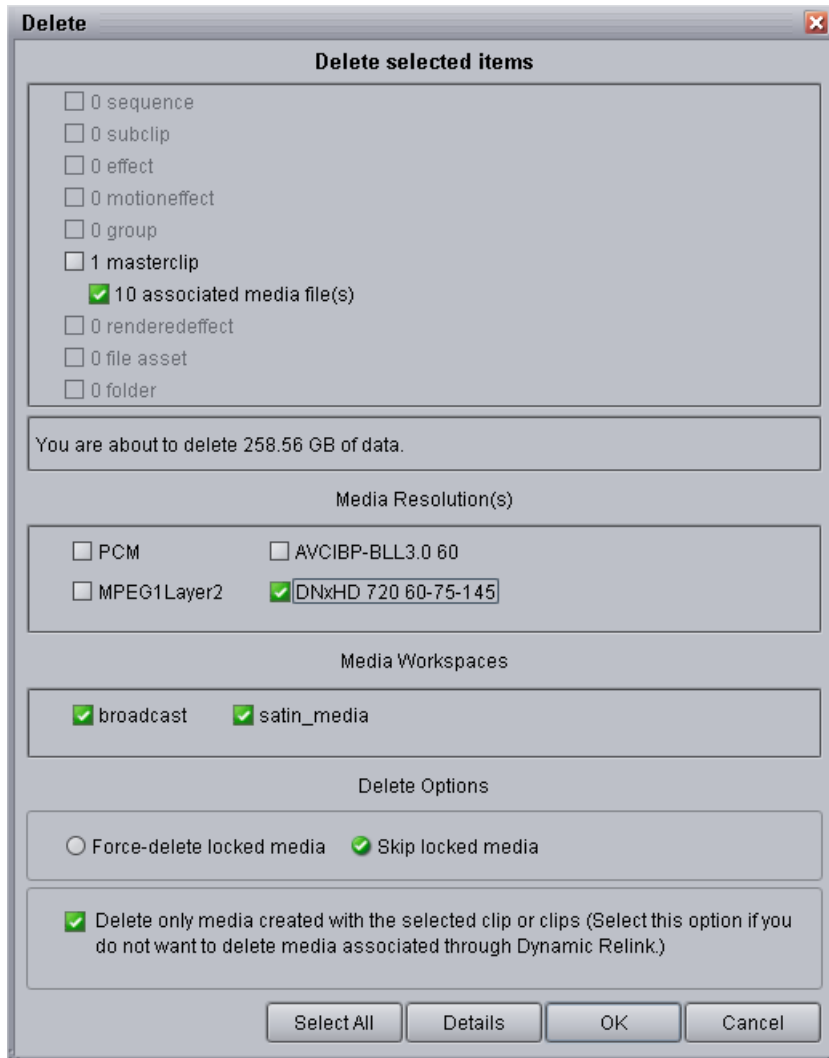 Delete
Delete selected items
0 sequence
0 subclip
0 effect
0 motioneffect
0 group
1 masterclip
10 associated media file(s)
0 renderedeffect
0 file asset
0 folder
You are about to delete 258.56 GB of data.
Media Resolution(s)
PCM AVCIBP-BLL3.0 60
MPEG1Layer2 DNxHD 720 60-75-145
Media Workspaces
broadcast satin_media
Delete Options
Force-delete locked media Skip locked media
Delete only media created with the selected clip or clips (Select this option if you
do not want to delete media associated through Dynamic Relink.)
Select All Details OK Cancel